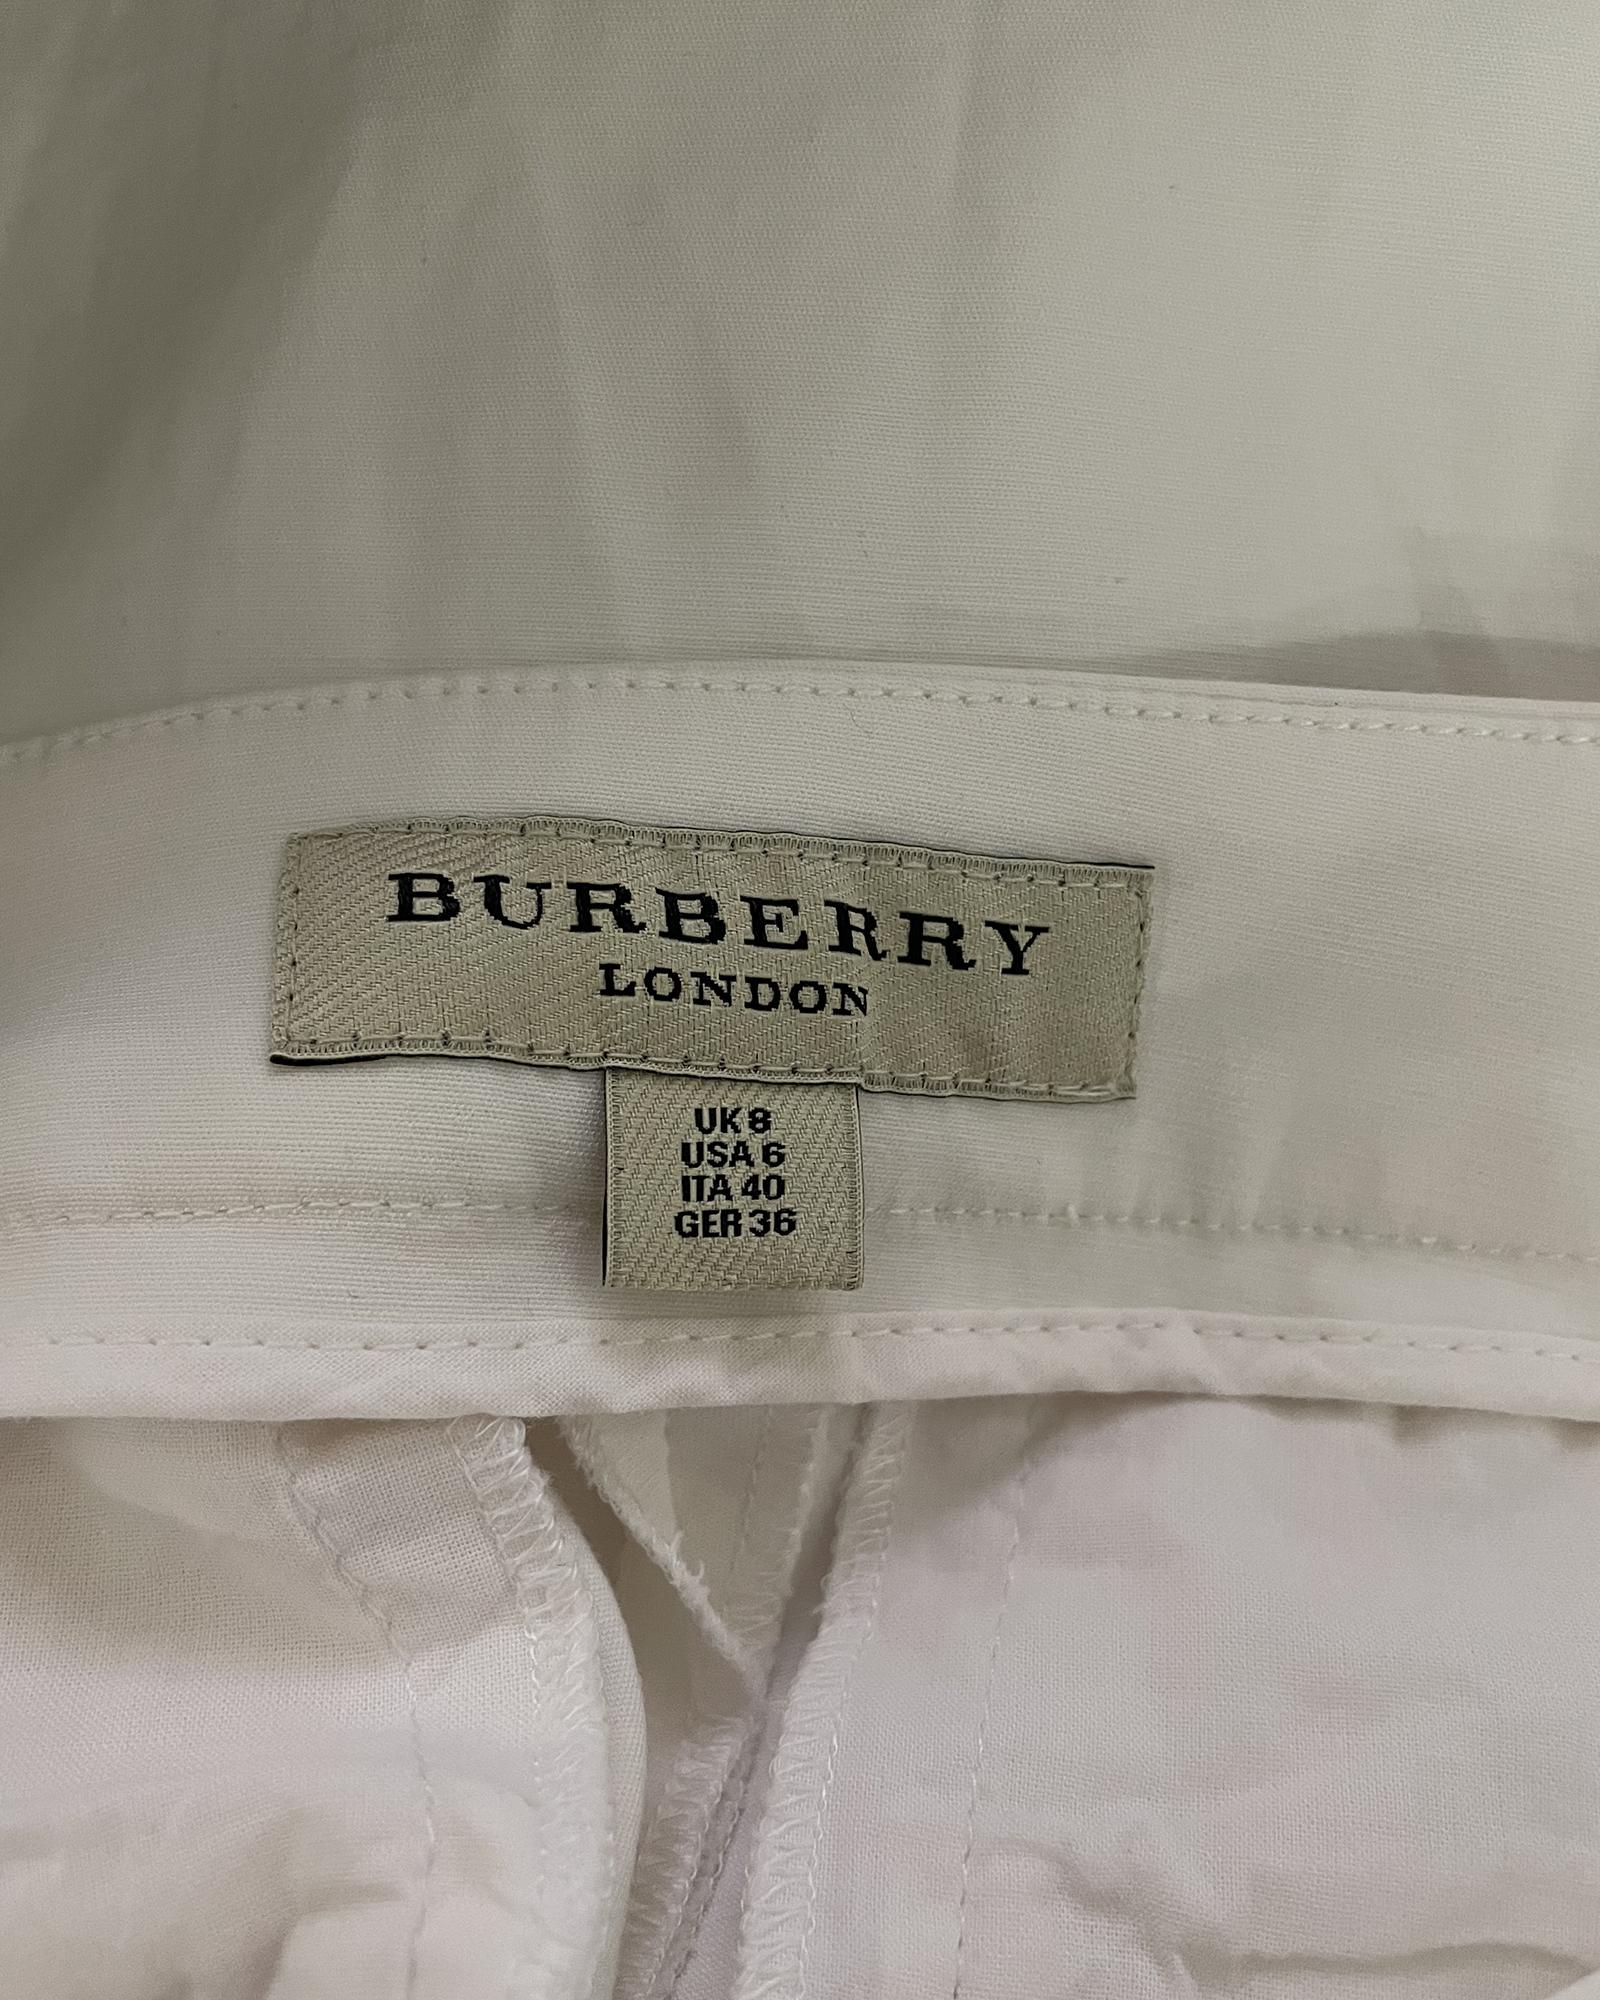 BURBERRY
LONDON
UK 8
USA 6
ITA 40
GER 36